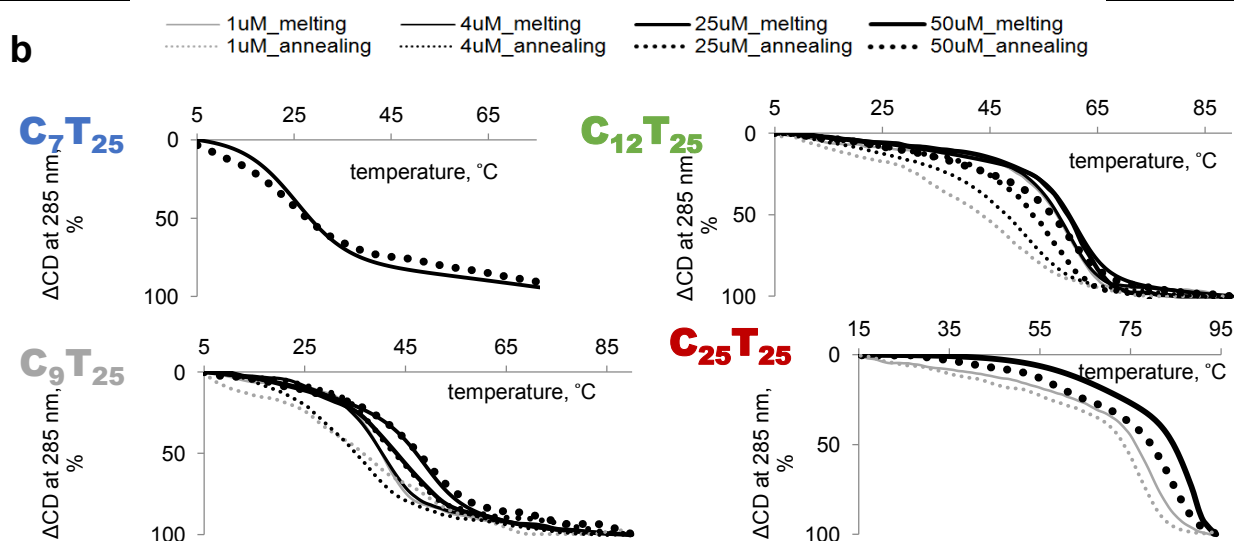 1uM_melting 4uM_melting 25uM_melting 50uM_melting
1uM_annealing 4uM_annealing 25uM_annealing 50uM_annealing
b
C7T25
5 25 45 65
0
50
100
temperature, °C
ΔCD at 285 nm,
%
C12T25
5 25 45 65 85
0
50
100
temperature, °C
ΔCD at 285 nm,
%
C9T25
5 25 45 65 85
0
50
100
temperature, °C
ΔCD at 285 nm,
%
C25T25
15 35 55 75 95
0
50
100
temperature, °C
ΔCD at 285 nm,
%